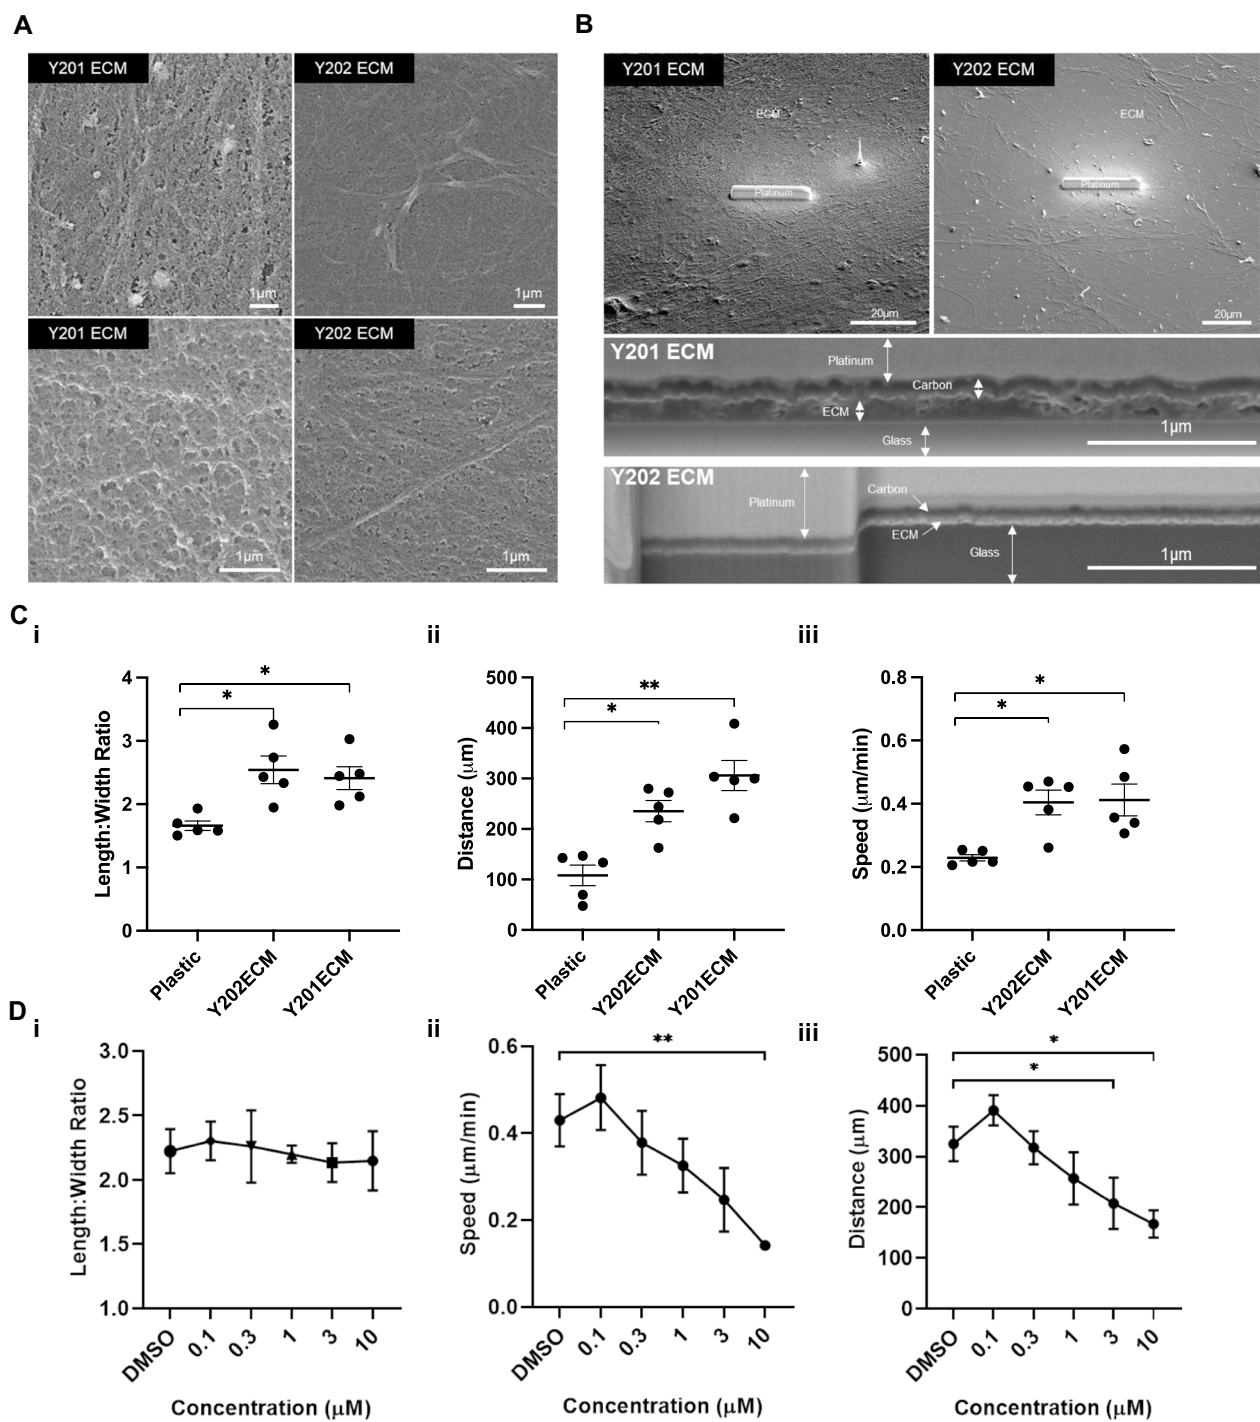 A
Y201 ECM
Y202 ECM
1μm
1μm
Y201 ECM
Y202 ECM
1μm
1μm
B
Y201 ECM
Y202 ECM
ECM
ECM
Platinum
Platinum
20μm
20μm
Y201 ECM
Platinum
Carbon
ECM
1μm
Glass
Y202 ECM
Carbon
Platinum
ECM
Glass
1μm
C
i
Length:Width Ratio
4
3
2
1
0
*
*
Plastic
Y202ECM
Y201ECM
ii
Distance (μm)
500
400
300
200
100
0
**
*
Plastic
Y202ECM
Y201ECM
iii
Speed (μm/min)
0.8
0.6
0.4
0.2
0.0
*
*
Plastic
Y202ECM
Y201ECM
D
i
Length:Width Ratio
3.0
2.5
2.0
1.5
1.0
DMSO
0.1
0.3
1
3
10
Concentration (μM)
ii
Speed (μm/min)
0.6
0.4
0.2
0.0
**
DMSO
0.1
0.3
1
3
10
Concentration (μM)
iii
Distance (μm)
500
400
300
200
100
0
*
*
DMSO
0.1
0.3
1
3
10
Concentration (μM)